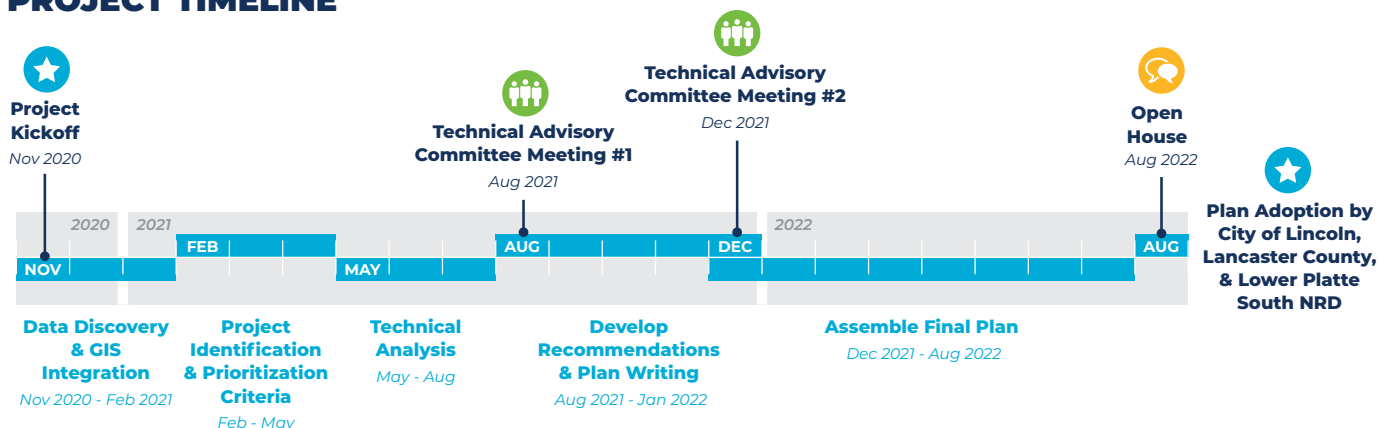 PROJECT TIMELINE
Project
Kickoff
Nov 2020
Technical Advisory
Committee Meeting #1
Aug 2021
Technical Advisory
Committee Meeting #2
Dec 2021
Open
House
Aug 2022
Plan Adoption by
City of Lincoln,
Lancaster County,
& Lower Platte
South NRD
2020
2021
2022
NOV
FEB
MAY
AUG
DEC
AUG
Data Discovery
& GIS
Integration
Nov 2020 - Feb 2021
Project
Identification
& Prioritization
Criteria
Feb - May
Technical
Analysis
May - Aug
Develop
Recommendations
& Plan Writing
Aug 2021 - Jan 2022
Assemble Final Plan
Dec 2021 - Aug 2022